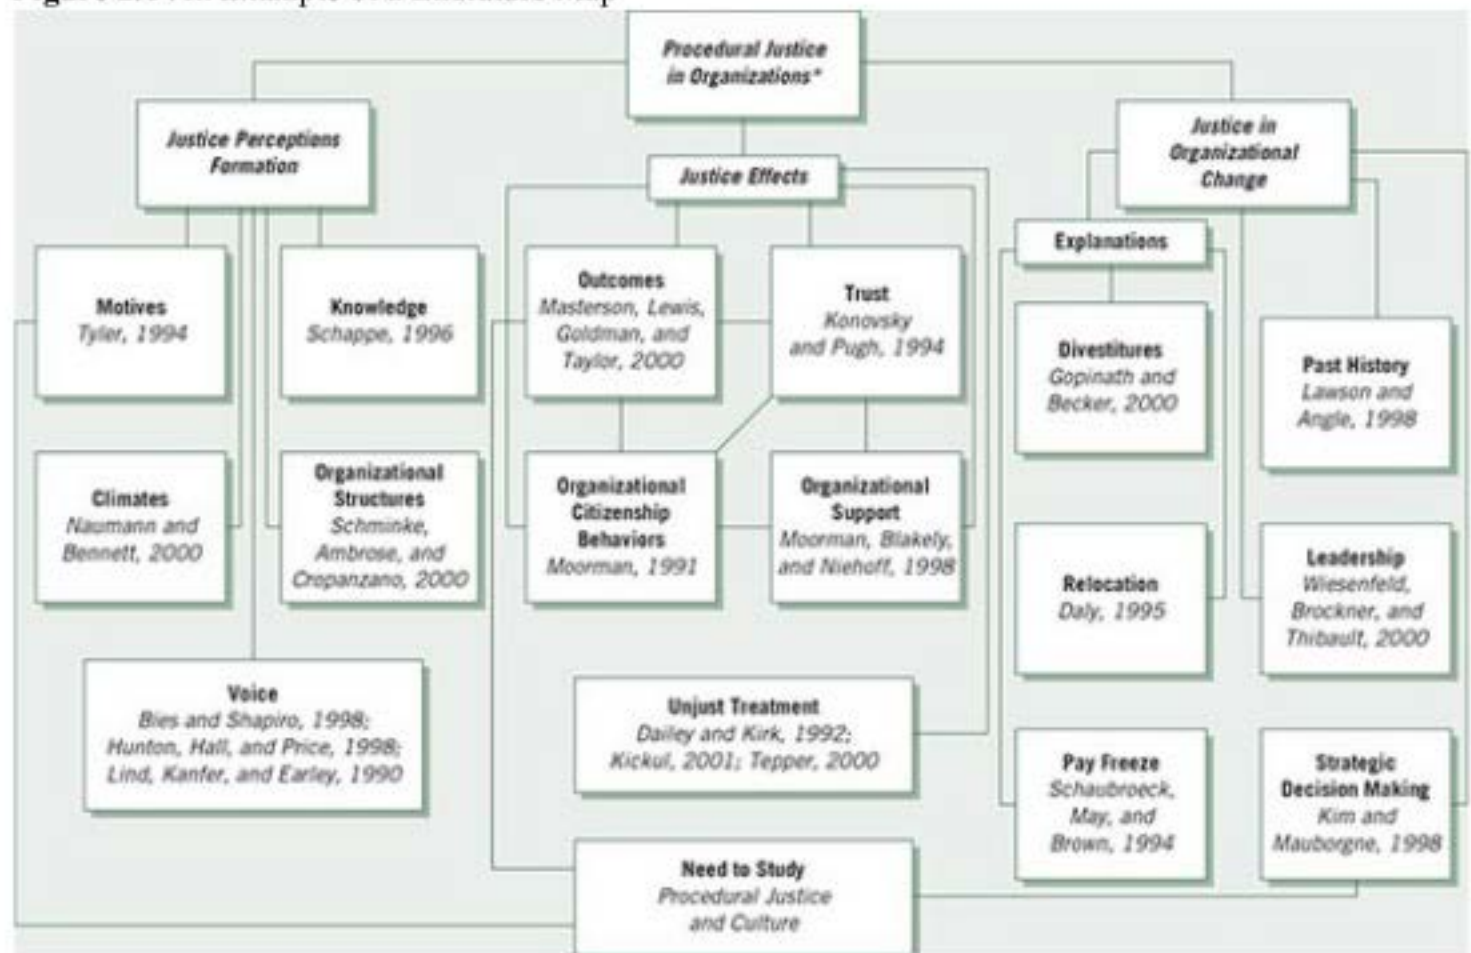 Procedural Justice
in Organizations*
Justice Perceptions
Formation
Justice Effects
Justice in
Organizational
Change
Motives
Tyler, 1994
Knowledge
Schappe, 1996
Climates
Naumann and
Bennett, 2000
Organizational
Structures
Schminke,
Ambrose, and
Cropanzano, 2000
Voice
Bies and Shapiro, 1998;
Hunton, Hall, and Price, 1998;
Lind, Kanfer, and Earley, 1990
Outcomes
Masterson, Lewis,
Goldman, and
Taylor, 2000
Trust
Konovsky
and Pugh, 1994
Organizational
Citizenship
Behaviors
Moorman, 1991
Organizational
Support
Moorman, Blakely,
and Niehoff, 1998
Unjust Treatment
Dailey and Kirk, 1992;
Kickul, 2001; Tepper, 2000
Need to Study
Procedural Justice
and Culture
Explanations
Divestitures
Gopinath and
Becker, 2000
Relocation
Daly, 1995
Pay Freeze
Schaubroeck,
May, and
Brown, 1994
Past History
Lawson and
Angle, 1998
Leadership
Wiesenfeld,
Brockner, and
Thibault, 2000
Strategic
Decision Making
Kim and
Mauborgne, 1998